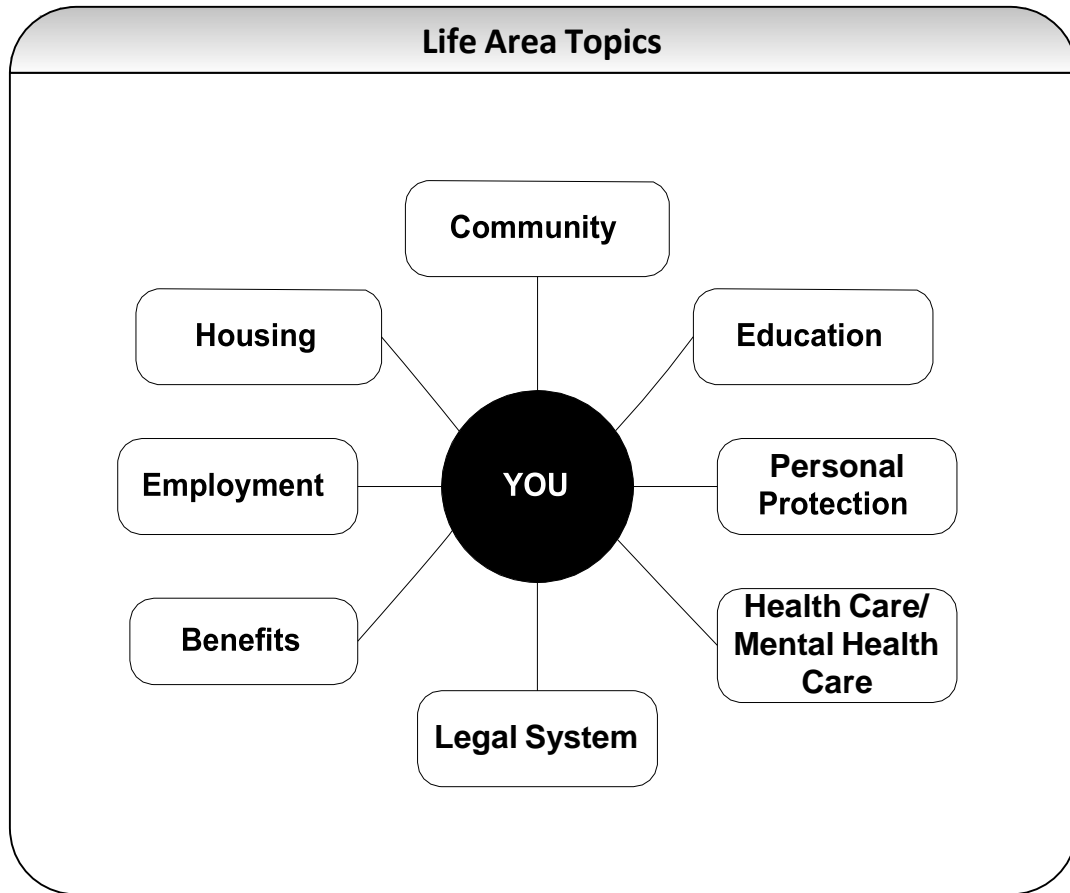 Life Area Topics
Community
Housing
Education
Employment
YOU
Personal
Protection
Benefits
Health Care/
Mental Health
Care
Legal System